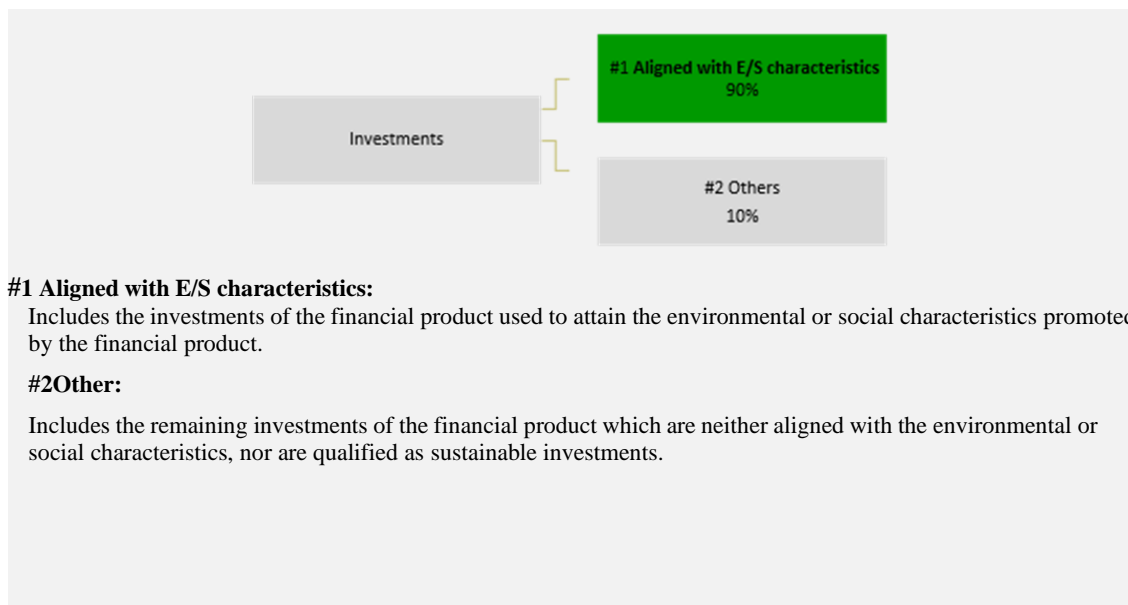 #1 Aligned with E/S characteristics
90%
Investments
#2 Others
10%
#1 Aligned with E/S characteristics:
Includes the investments of the financial product used to attain the environmental or social characteristics promoted
by the financial product.
#2Other:
Includes the remaining investments of the financial product which are neither aligned with the environmental or
social characteristics, nor are qualified as sustainable investments.